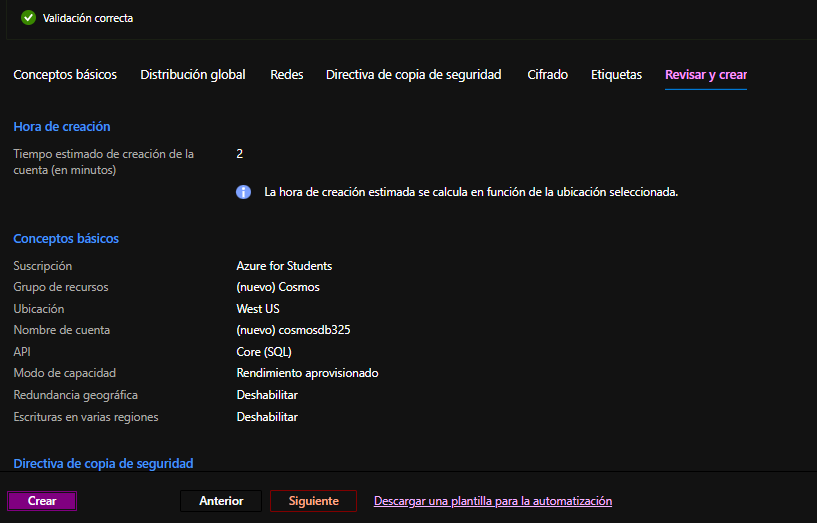 Validación correcta
Conceptos básicos Distribución global Redes Directiva de copia de seguridad Cifrado Etiquetas Revisar y crear
Hora de creación
Tiempo estimado de creación de la
cuenta (en minutos)
2
La hora de creación estimada se calcula en función de la ubicación seleccionada.
Conceptos básicos
Suscripción Azure for Students
Grupo de recursos (nuevo) Cosmos
Ubicación West US
Nombre de cuenta (nuevo) cosmosdb325
API Core (SQL)
Modo de capacidad Rendimiento aprovisionado
Redundancia geográfica Deshabilitar
Escrituras en varias regiones Deshabilitar
Directiva de copia de seguridad
Crear Anterior Siguiente Descargar una plantilla para la automatización